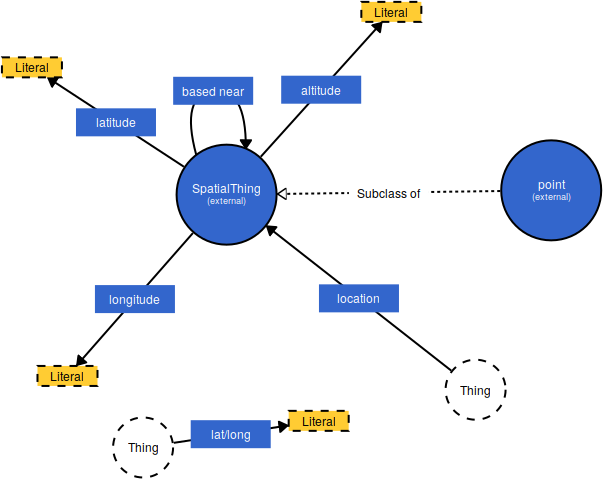 Literal
Literal
based near
altitude
latitude
SpatialThing
(external)
Subclass of
point
(external)
longitude
location
Literal
Thing
Literal
lat/long
Thing